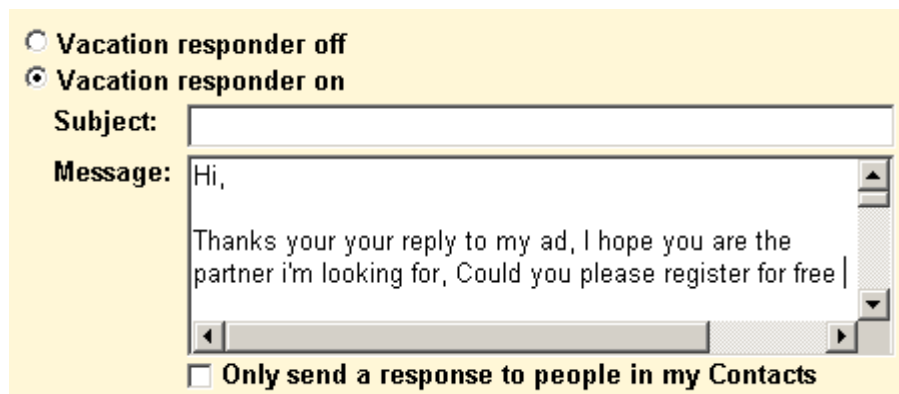 Vacation responder off
Vacation responder on
Subject:
Message:
Hi,
Thanks your your reply to my ad, I hope you are the
partner i'm looking for, Could you please register for free
Only send a response to people in my Contacts